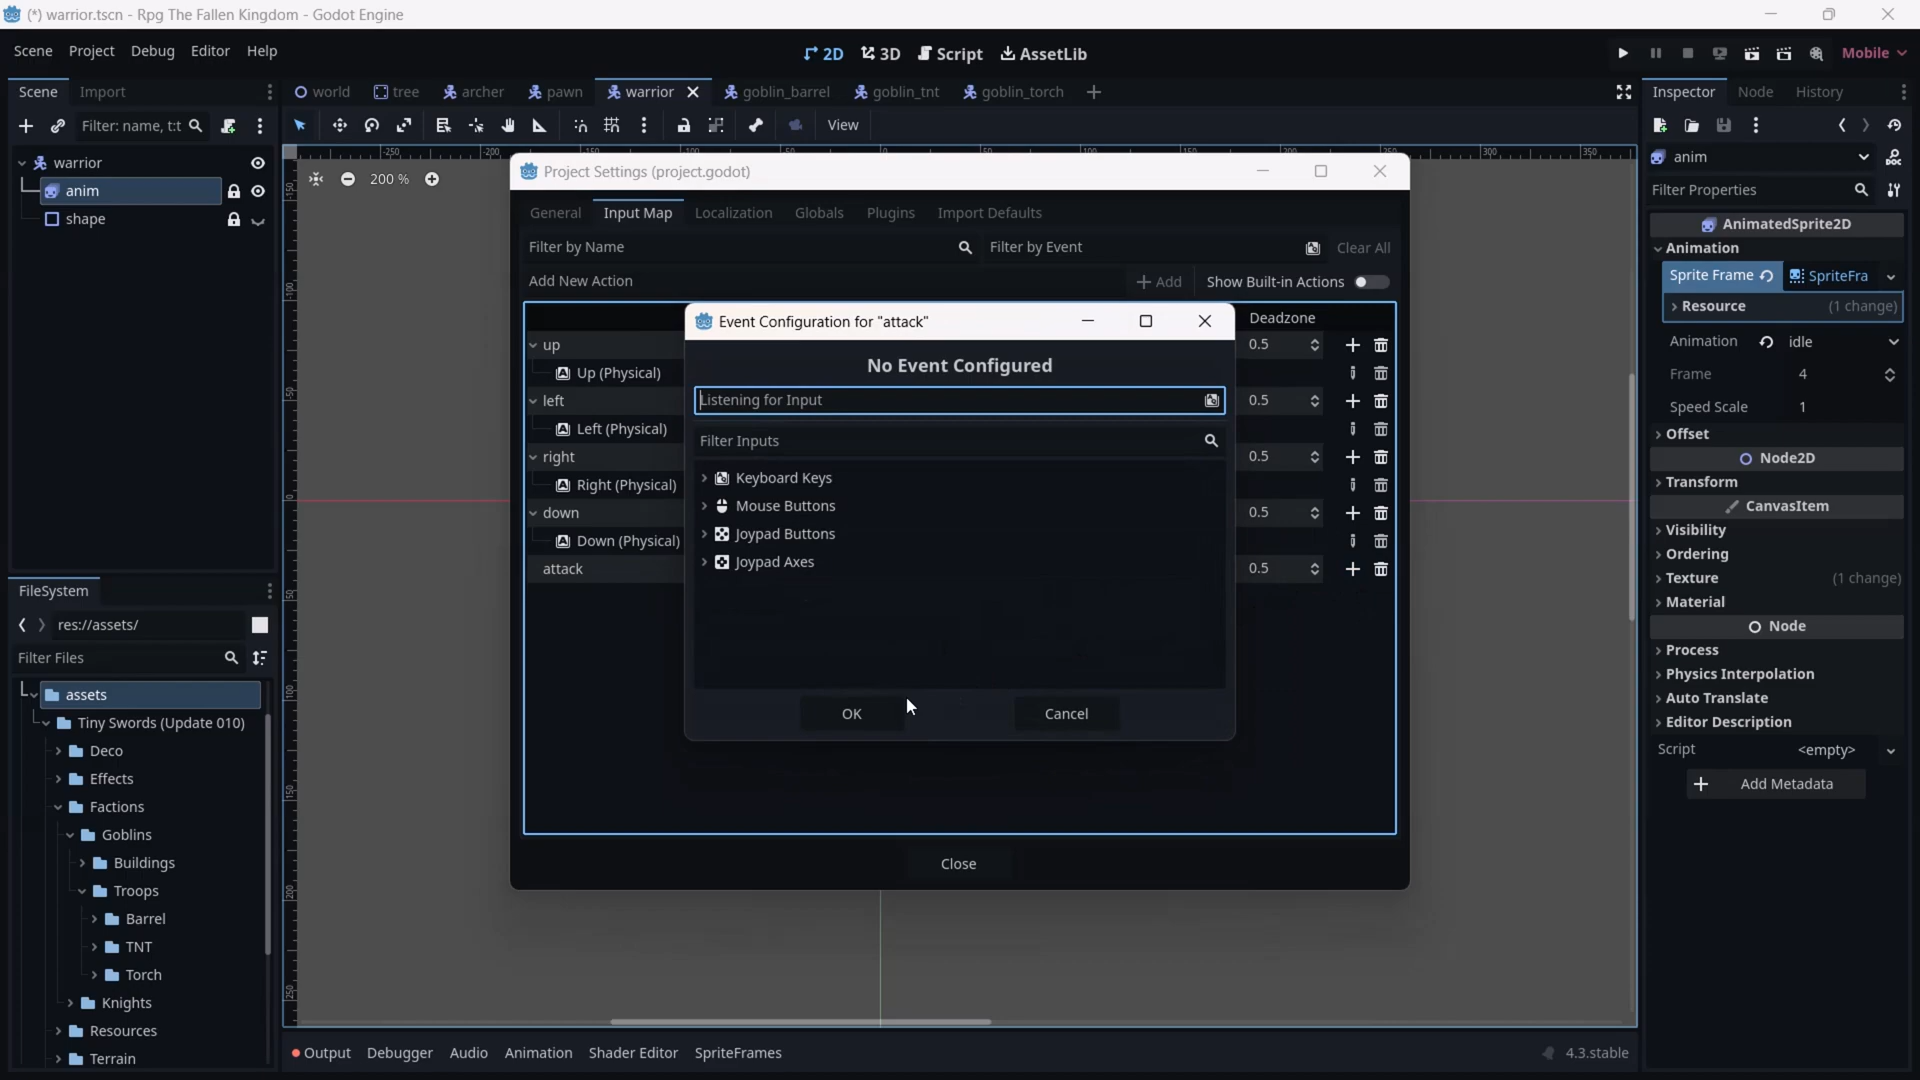 (*) warrior.tscn - Rpg The Fallen Kingdom - Godot Engine
Scene Project Debug Editor Help
2D 3D Script AssetLib
Mobile
Scene Import
world tree archer pawn warrior goblin_barrel goblin_tnt goblin_torch
Inspector Node History
Filter: name, t:t
View
warrior
anim
shape
200 %
anim
Filter Properties
AnimatedSprite2D
Animation
Sprite Frame SpriteFra
Resource (1 change)
Animation idle
Frame 4
Speed Scale 1
Offset
Node2D
Transform
CanvasItem
Visibility
Ordering
Texture (1 change)
Material
Node
Process
Physics Interpolation
Auto Translate
Editor Description
Script <empty>
Add Metadata
Project Settings (project.godot)
General Input Map Localization Globals Plugins Import Defaults
Filter by Name Filter by Event Clear All
Add New Action Add Show Built-in Actions
Deadzone
up 0.5
Up (Physical)
left 0.5
Left (Physical)
right 0.5
Right (Physical)
down 0.5
Down (Physical)
attack 0.5
Close
Event Configuration for "attack"
No Event Configured
Listening for Input
Filter Inputs
Keyboard Keys
Mouse Buttons
Joypad Buttons
Joypad Axes
OK Cancel
FileSystem
res://assets/
Filter Files
assets
Tiny Swords (Update 010)
Deco
Effects
Factions
Goblins
Buildings
Troops
Barrel
TNT
Torch
Knights
Resources
Terrain
Output Debugger Audio Animation Shader Editor SpriteFrames
4.3.stable